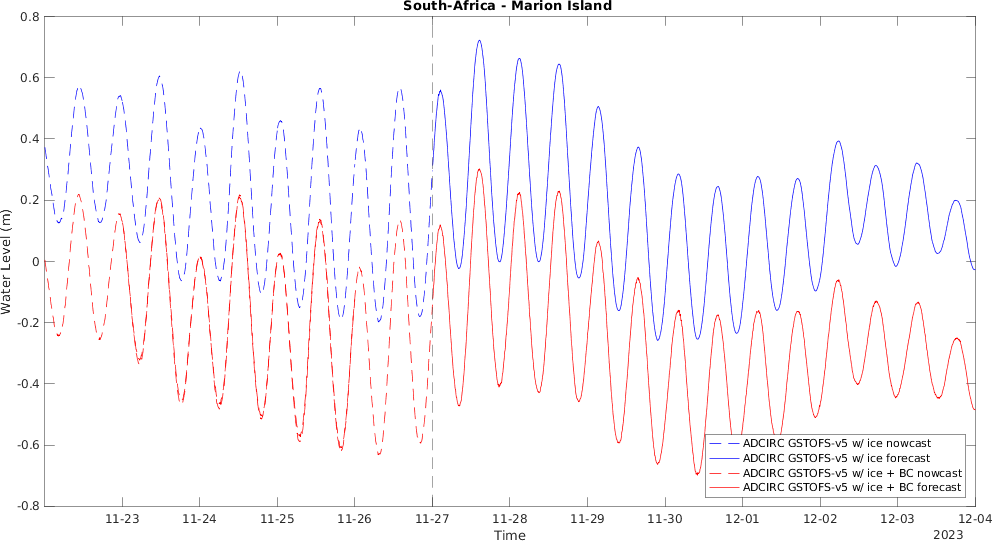 South-Africa - Marion Island
0.8
0.6
0.4
0.2
0
-0.2
-0.4
-0.6
-0.8
Water Level (m)
ADCIRC GSTOFS-v5 w/ ice nowcast
ADCIRC GSTOFS-v5 w/ ice forecast
ADCIRC GSTOFS-v5 w/ ice + BC nowcast
ADCIRC GSTOFS-v5 w/ ice + BC forecast
11-23 11-24 11-25 11-26 11-27 11-28 11-29 11-30 12-01 12-02 12-03 12-04
Time
2023